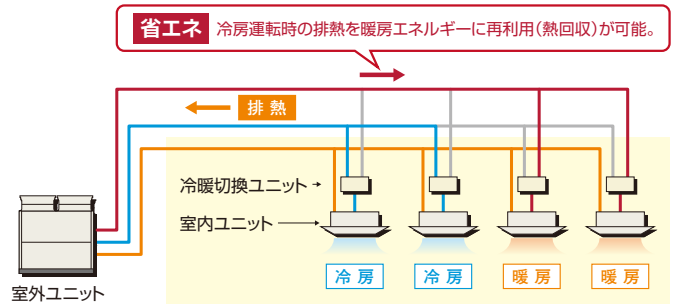 省エネ 冷房運転時の排熱を暖房エネルギーに再利用(熱回収)が可能。
排熱
冷暖切換ユニット
室内ユニット
冷房 冷房 暖房 暖房
室外ユニット